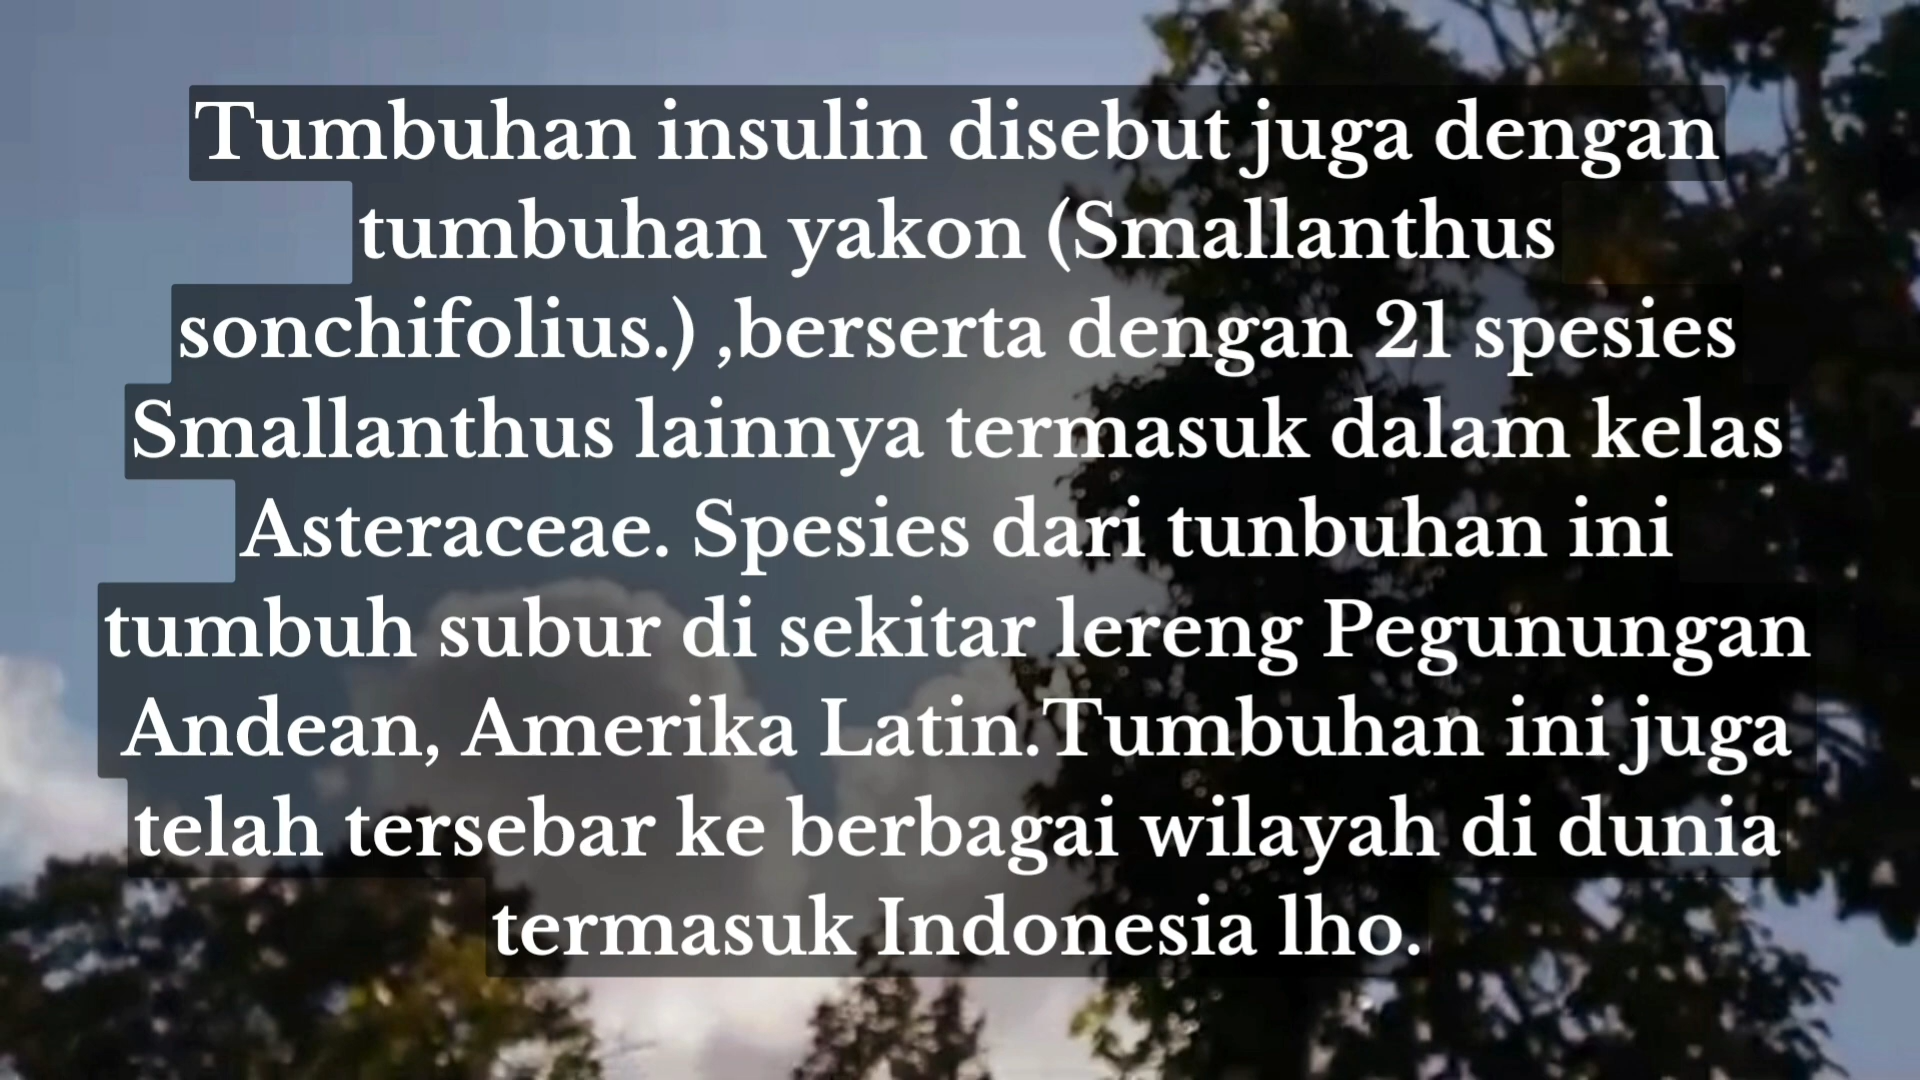 Tumbuhan insulin disebut juga dengan
tumbuhan yakon (Smallanthus
sonchifolius.) ,berserta dengan 21 spesies
Smallanthus lainnya termasuk dalam kelas
Asteraceae. Spesies dari tunbuhan ini
tumbuh subur di sekitar lereng Pegunungan
Andean, Amerika Latin.Tumbuhan ini juga
telah tersebar ke berbagai wilayah di dunia
termasuk Indonesia lho.